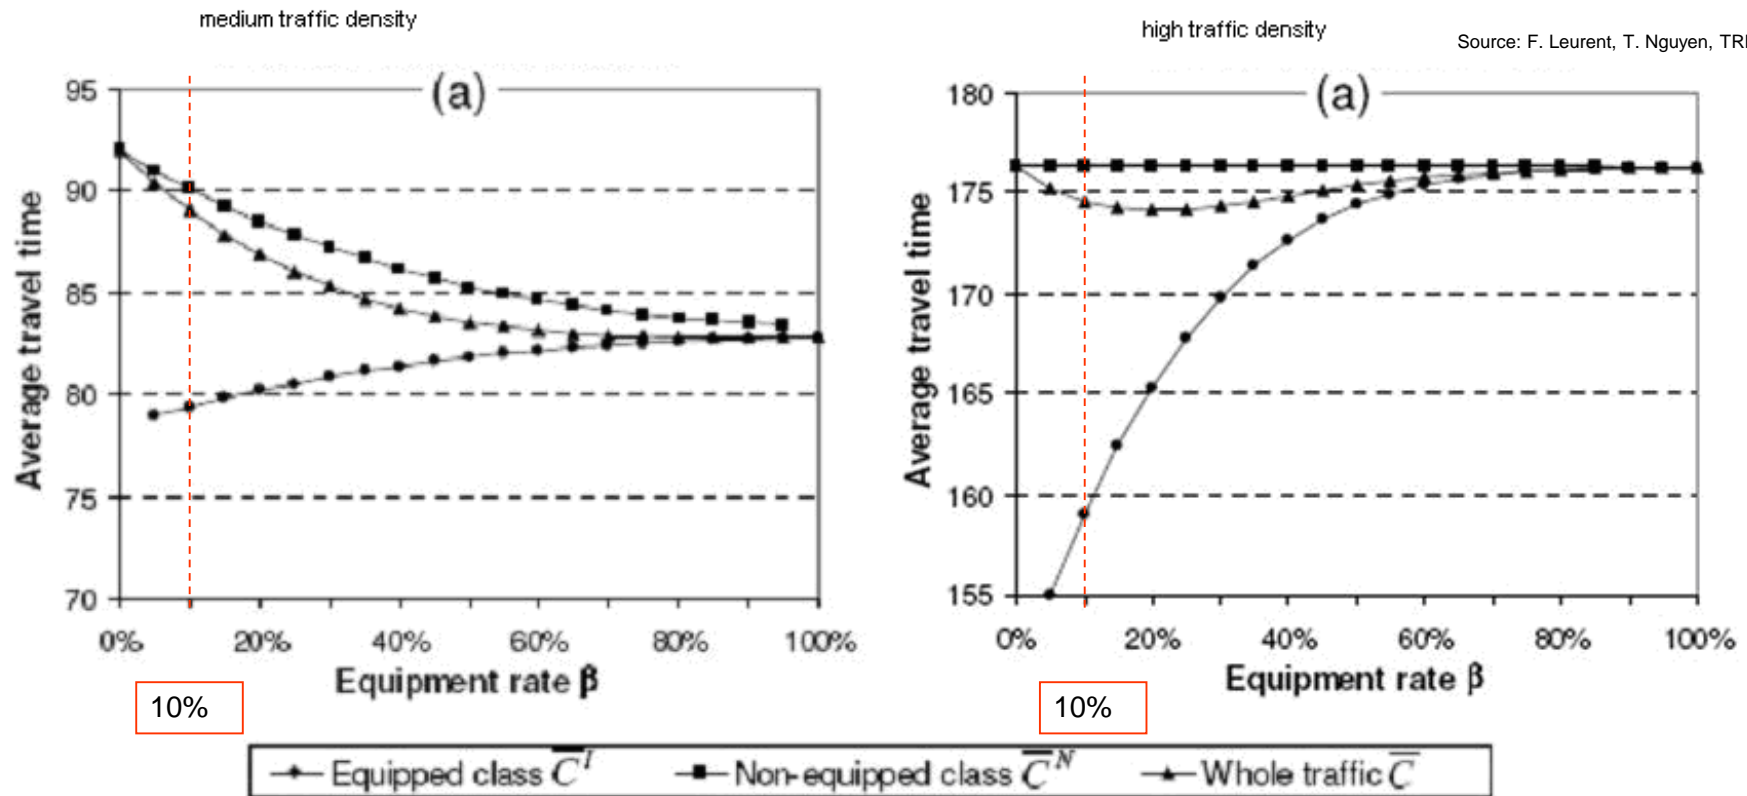 medium traffic density
high traffic density
Source: F. Leurent, T. Nguyen, TRI
(a)
95
90
85
80
75
70
Average travel time
0% 20% 40% 60% 80% 100%
Equipment rate β
10%
(a)
180
175
170
165
160
155
Average travel time
0% 20% 40% 60% 80% 100%
Equipment rate β
10%
Equipped class C̅ᴵ Non-equipped class C̅ᴺ Whole traffic C̅